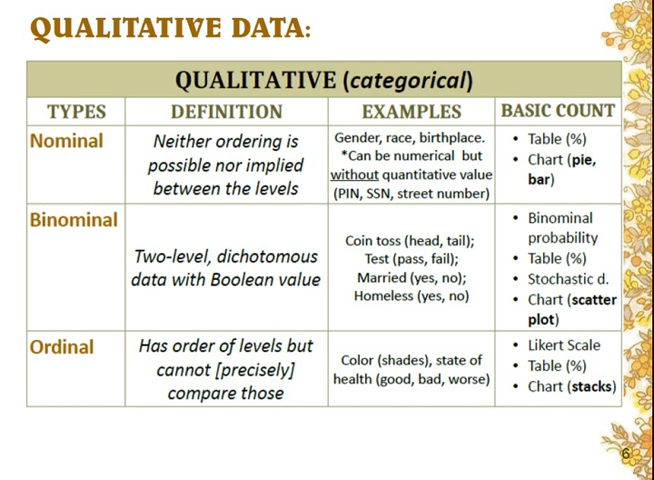 QUALITATIVE DATA:
QUALITATIVE (categorical)
TYPES DEFINITION EXAMPLES BASIC COUNT
Nominal
Neither ordering is
possible nor implied
between the levels
Gender, race, birthplace.
*Can be numerical but
without quantitative value
(PIN, SSN, street number)
• Table (%)
• Chart (pie,
bar)
Binominal
Two-level, dichotomous
data with Boolean value
Coin toss (head, tail);
Test (pass, fail);
Married (yes, no);
Homeless (yes, no)
• Binominal
probability
• Table (%)
• Stochastic d.
• Chart (scatter
plot)
Ordinal
Has order of levels but
cannot [precisely]
compare those
Color (shades), state of
health (good, bad, worse)
• Likert Scale
• Table (%)
• Chart (stacks)
6